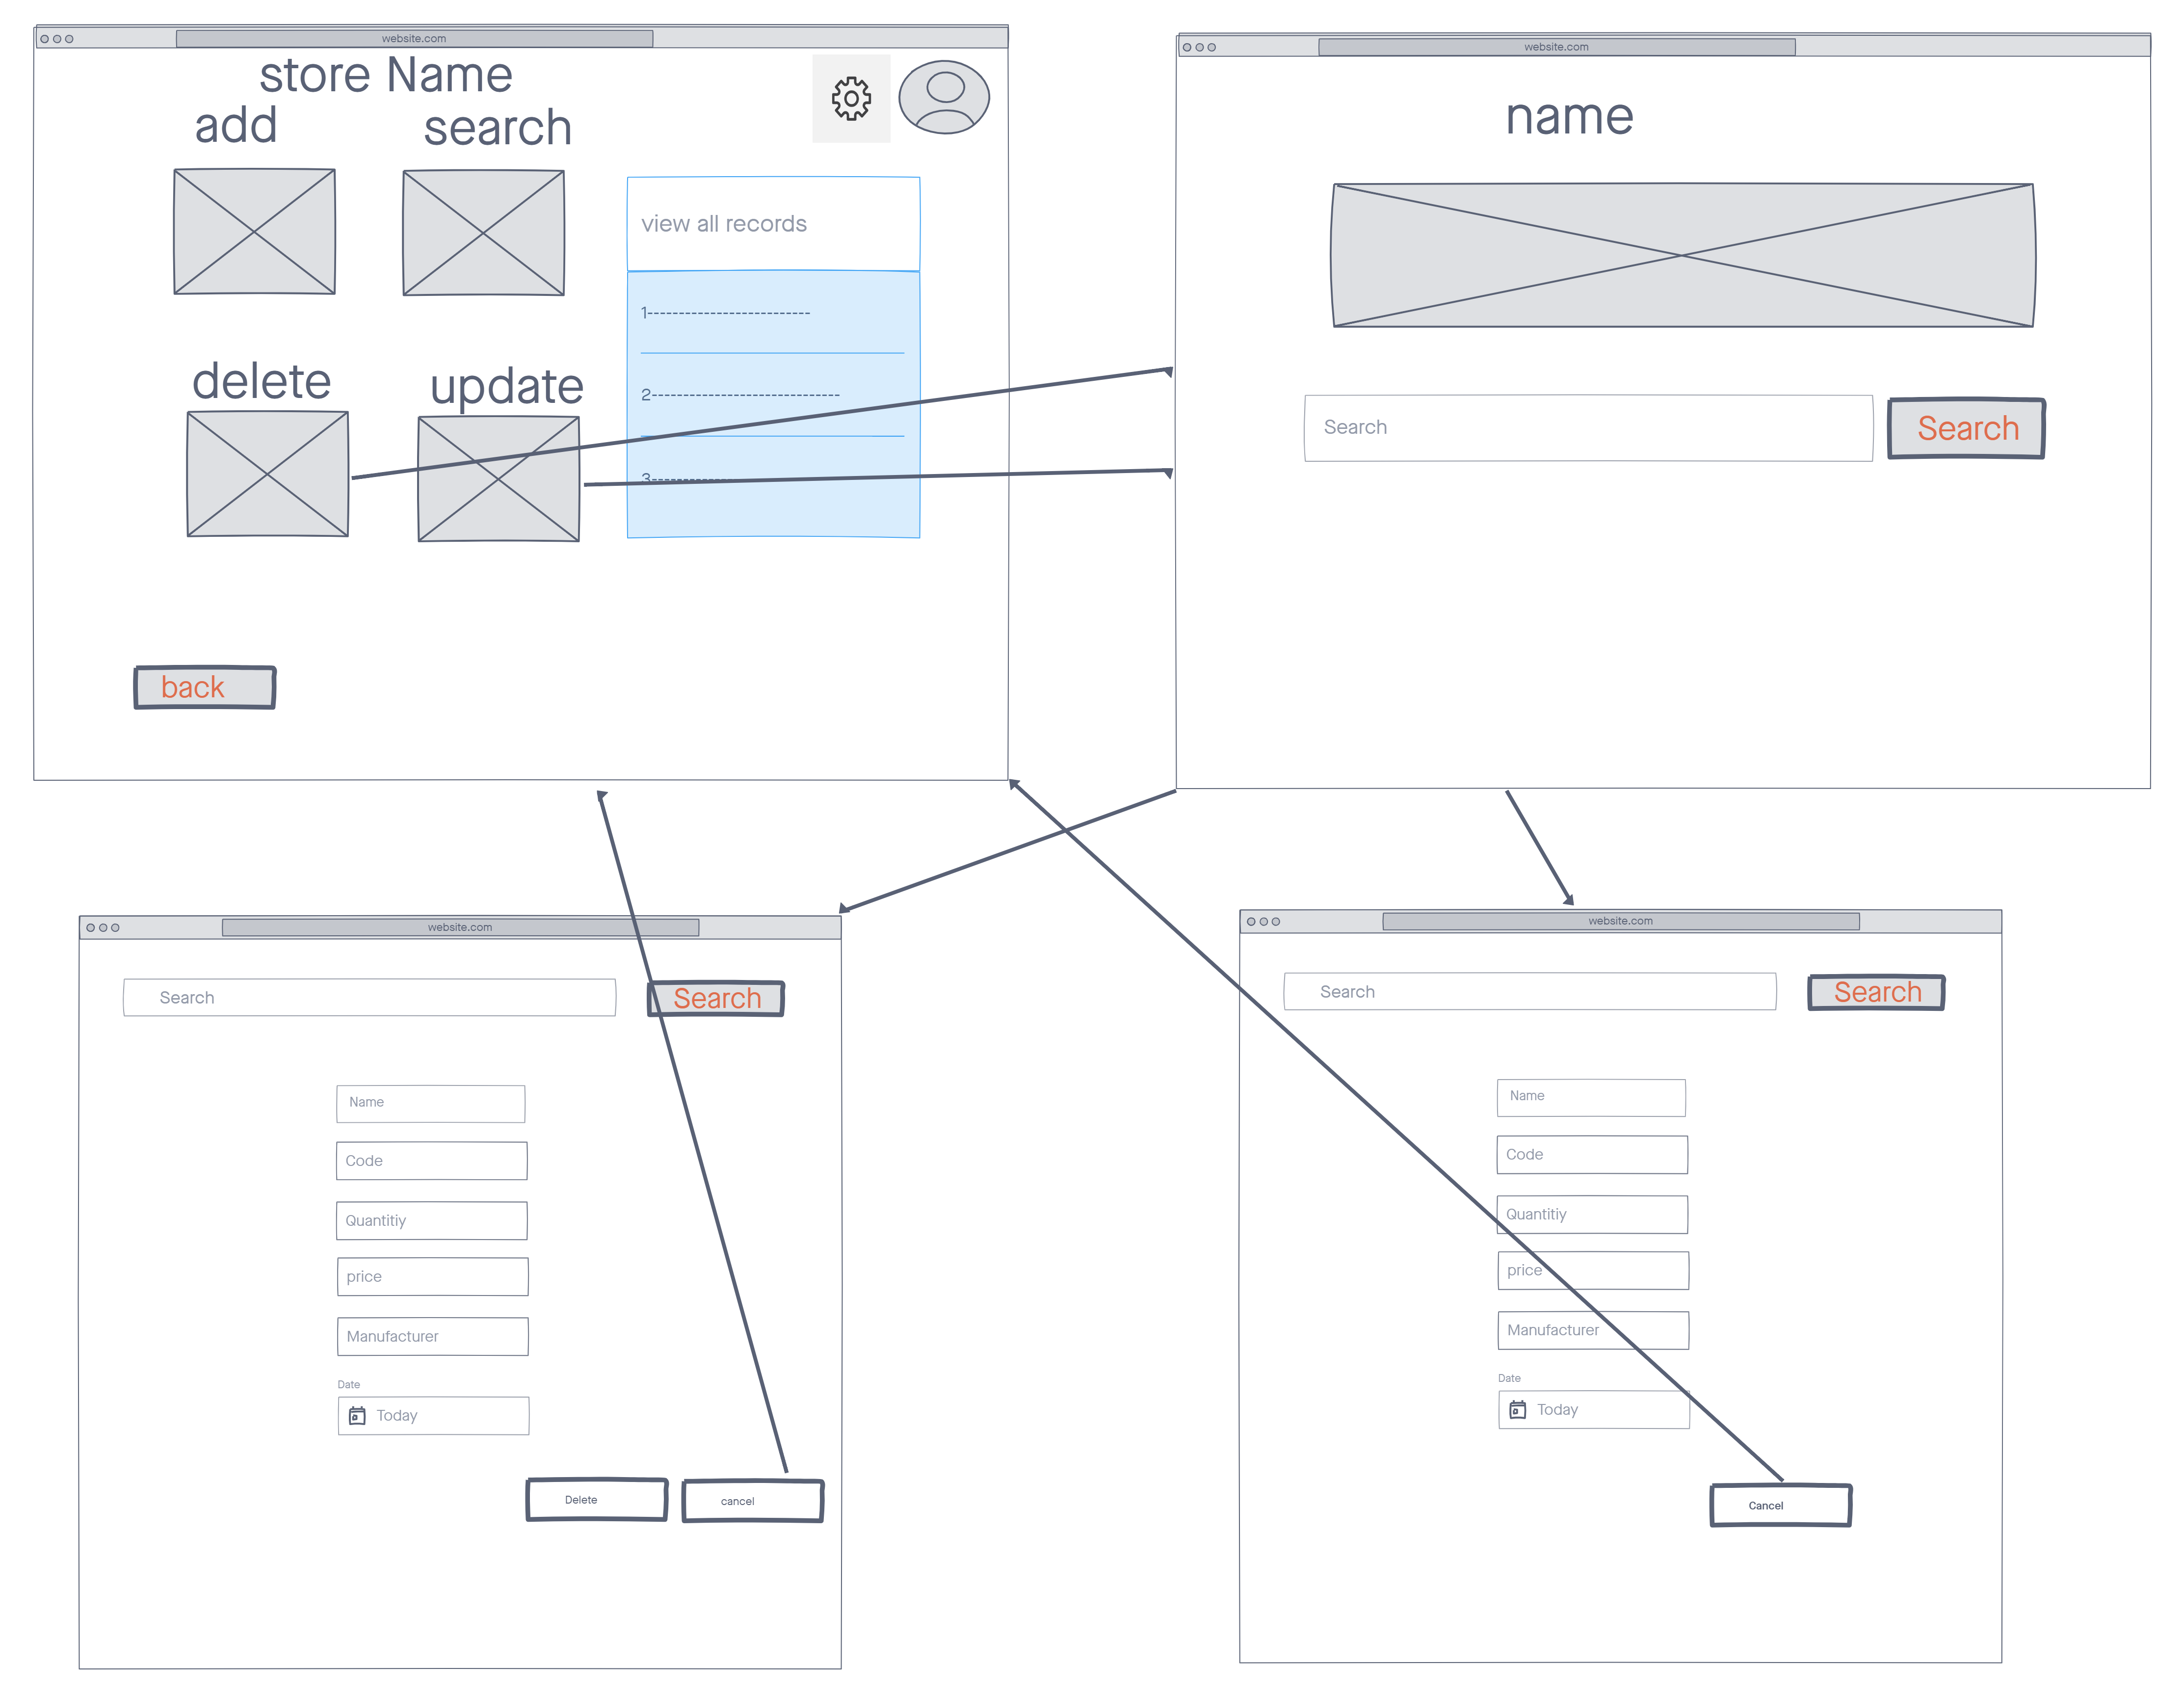 website.com
store Name
add
search
view all records
1--------------------------
2------------------------------
3-------------
delete
update
back
website.com
name
Search
Search
website.com
Search
Search
Name
Code
Quantitiy
price
Manufacturer
Date
Today
Delete
cancel
website.com
Search
Search
Name
Code
Quantitiy
price
Manufacturer
Date
Today
Cancel